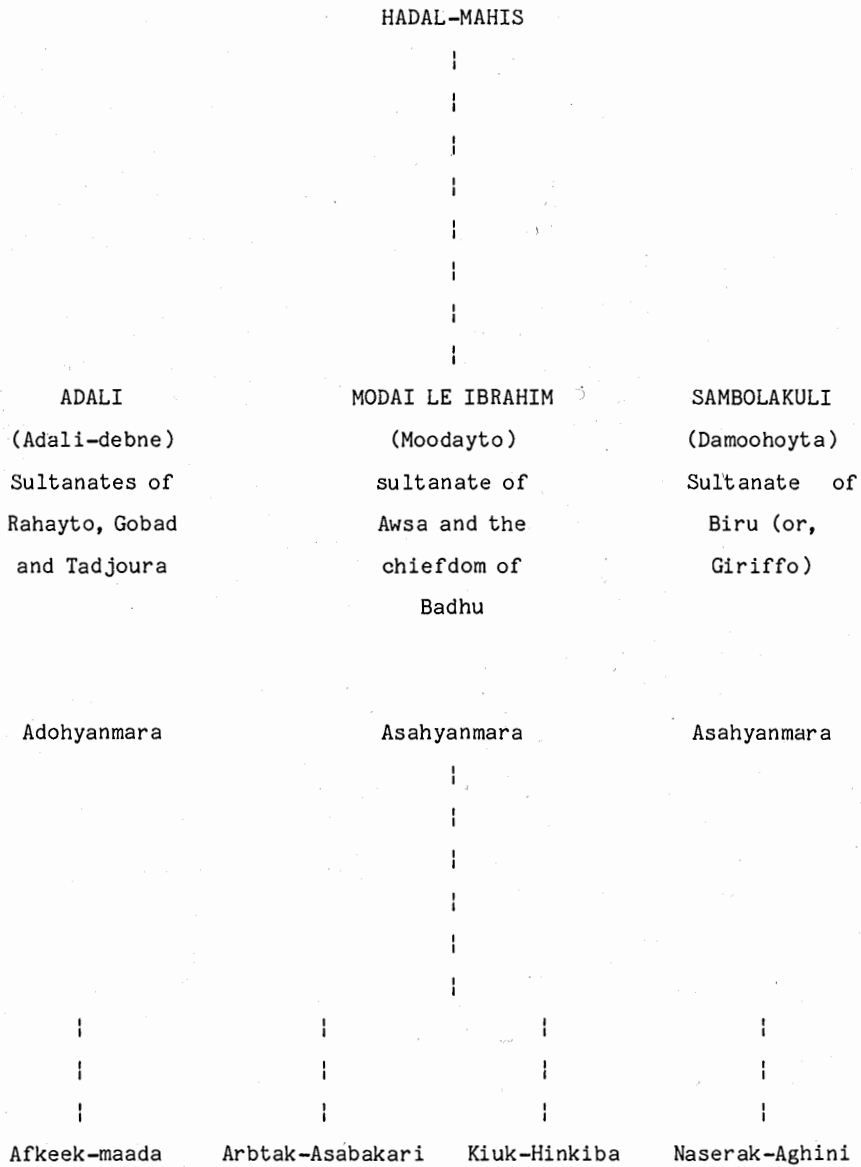 HADAL-MAHIS
ADALI MODAI LE IBRAHIM SAMBOLAKULI
(Adali-debne) (Moodayto) (Damoohoyta)
Sultanates of sultanate of Sultanate of
Rahayto, Gobad Awsa and the Biru (or,
and Tadjoura chiefdom of Giriffo)
Badhu
Adohyanmara Asahyanmara Asahyanmara
Afkeek-maada Arbtak-Asabakari Kiuk-Hinkiba Naserak-Aghini